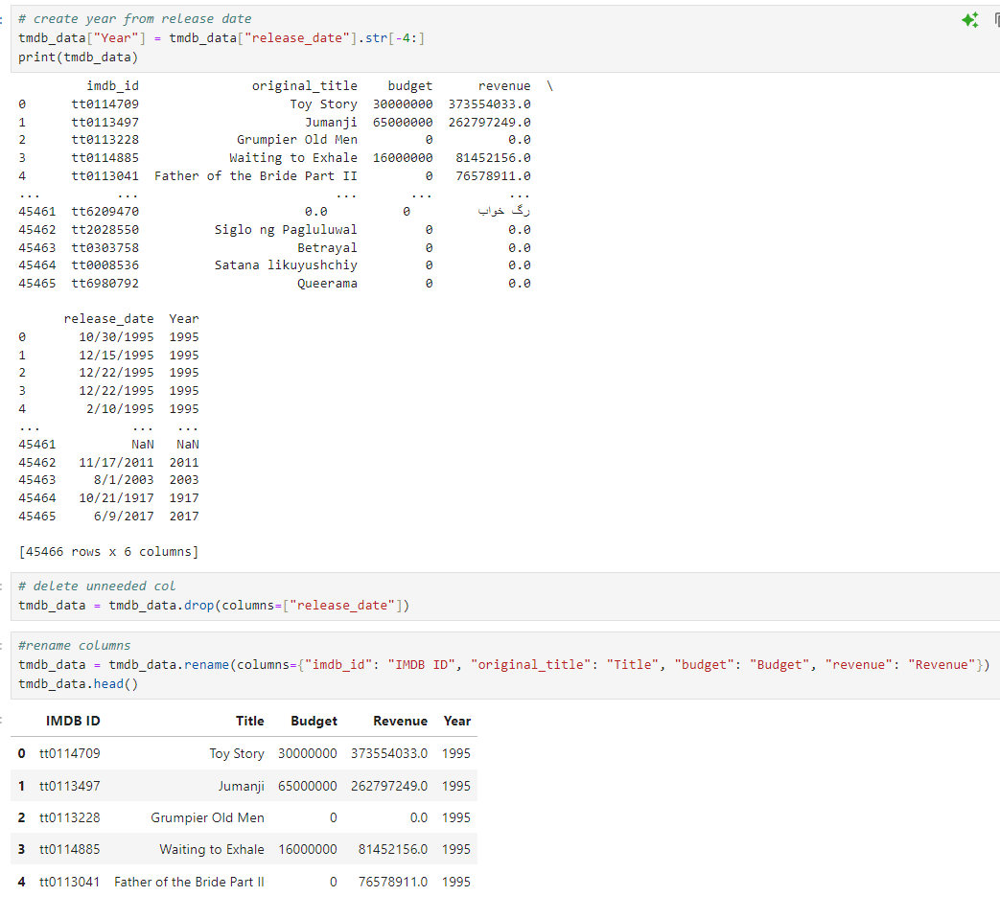 # create year from release date
tmdb_data["Year"] = tmdb_data["release_date"].str[-4:]
print(tmdb_data)
imdb_id original_title budget revenue \
0 tt0114709 Toy Story 30000000 373554033.0
1 tt0113497 Jumanji 65000000 262797249.0
2 tt0113228 Grumpier Old Men 0 0.0
3 tt0114885 Waiting to Exhale 16000000 81452156.0
4 tt0113041 Father of the Bride Part II 0 76578911.0
... ... ... ... ...
45461 tt6209470 0.0 0 رگ خواب
45462 tt2028550 Siglo ng Pagluluwal 0 0.0
45463 tt0303758 Betrayal 0 0.0
45464 tt0008536 Satana likuyushchiy 0 0.0
45465 tt6980792 Queerama 0 0.0
release_date Year
0 10/30/1995 1995
1 12/15/1995 1995
2 12/22/1995 1995
3 12/22/1995 1995
4 2/10/1995 1995
... ... ...
45461 NaN NaN
45462 11/17/2011 2011
45463 8/1/2003 2003
45464 10/21/1917 1917
45465 6/9/2017 2017
[45466 rows x 6 columns]
# delete unneeded col
tmdb_data = tmdb_data.drop(columns=["release_date"])
#rename columns
tmdb_data = tmdb_data.rename(columns={"imdb_id": "IMDB ID", "original_title": "Title", "budget": "Budget", "revenue": "Revenue"})
tmdb_data.head()
IMDB ID Title Budget Revenue Year
0 tt0114709 Toy Story 30000000 373554033.0 1995
1 tt0113497 Jumanji 65000000 262797249.0 1995
2 tt0113228 Grumpier Old Men 0 0.0 1995
3 tt0114885 Waiting to Exhale 16000000 81452156.0 1995
4 tt0113041 Father of the Bride Part II 0 76578911.0 1995